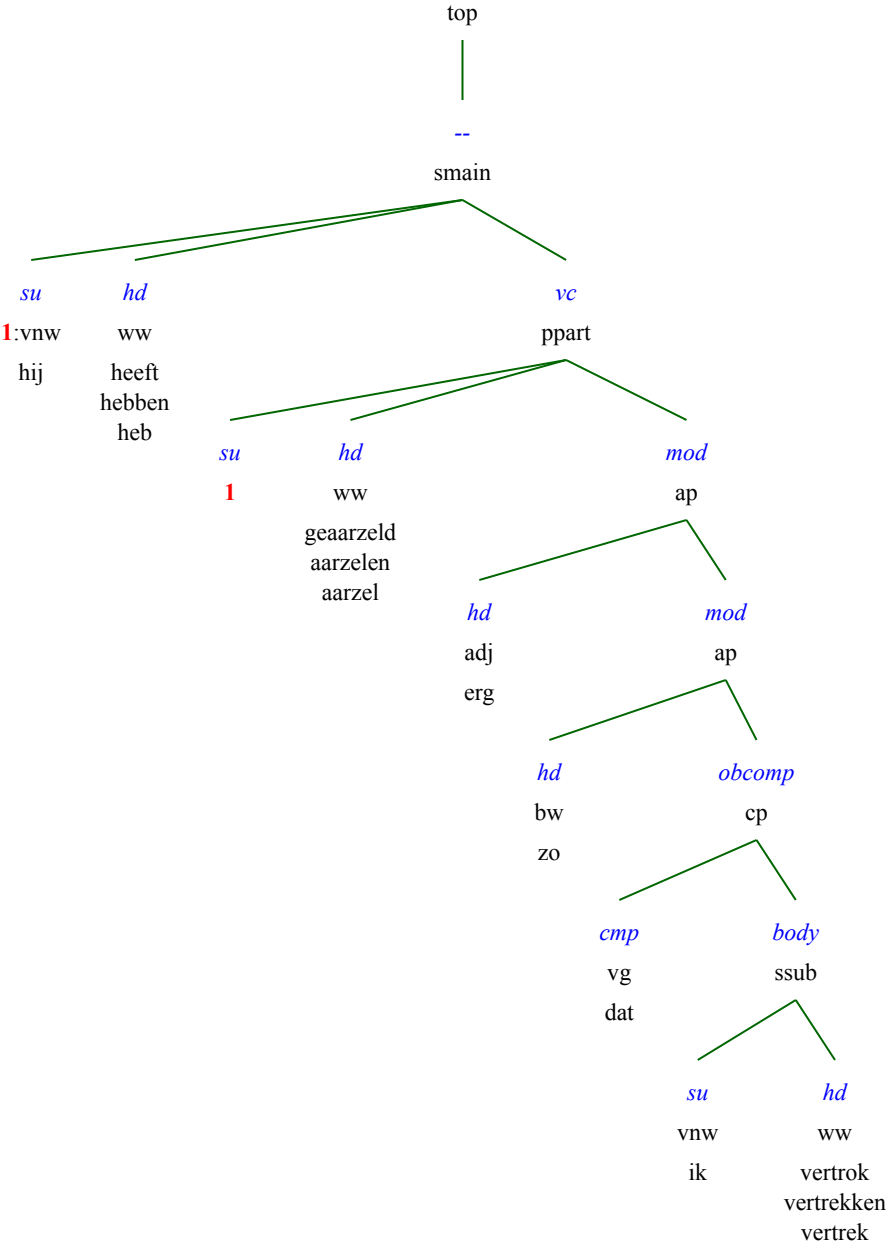 top
--
smain
su hd vc
1:vnw ww ppart
hij heeft
hebben
heb
su hd mod
1 ww ap
geaarzeld
aarzelen
aarzel
hd mod
adj ap
erg
hd obcomp
bw cp
zo
cmp body
vg ssub
dat
su hd
vnw ww
ik vertrok
vertrekken
vertrek